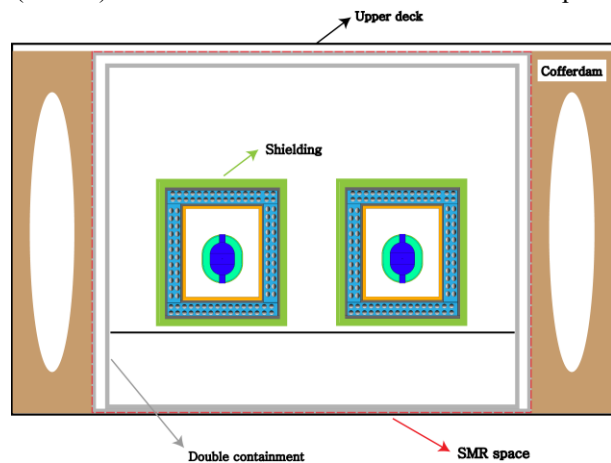 Upper deck
Cofferdam
Shielding
Double containment
SMR space